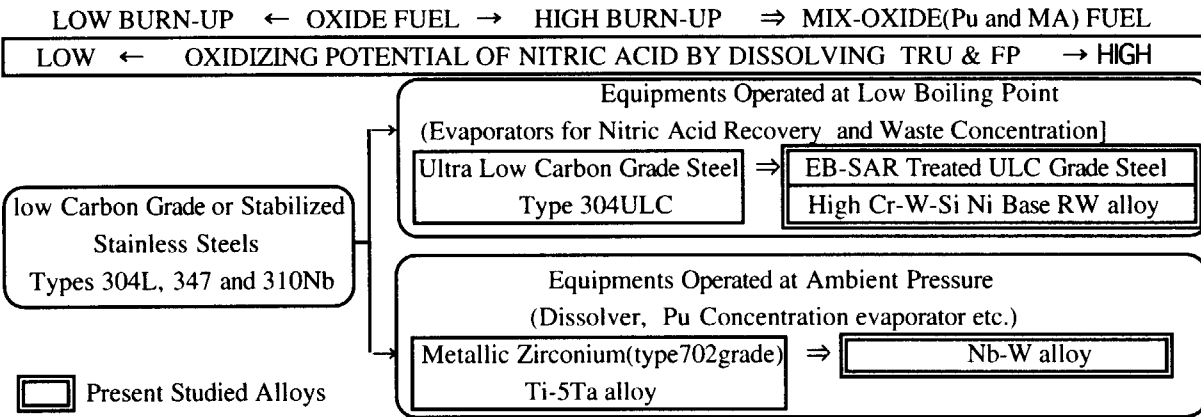 LOW BURN-UP ← OXIDE FUEL → HIGH BURN-UP ⇒ MIX-OXIDE(Pu and MA) FUEL
LOW ← OXIDIZING POTENTIAL OF NITRIC ACID BY DISSOLVING TRU & FP → HIGH
Equipments Operated at Low Boiling Point
(Evaporators for Nitric Acid Recovery and Waste Concentration]
Ultra Low Carbon Grade Steel
Type 304ULC
⇒
EB-SAR Treated ULC Grade Steel
High Cr-W-Si Ni Base RW alloy
low Carbon Grade or Stabilized
Stainless Steels
Types 304L, 347 and 310Nb
Equipments Operated at Ambient Pressure
(Dissolver, Pu Concentration evaporator etc.)
Metallic Zirconium(type702grade)
Ti-5Ta alloy
⇒
Nb-W alloy
Present Studied Alloys